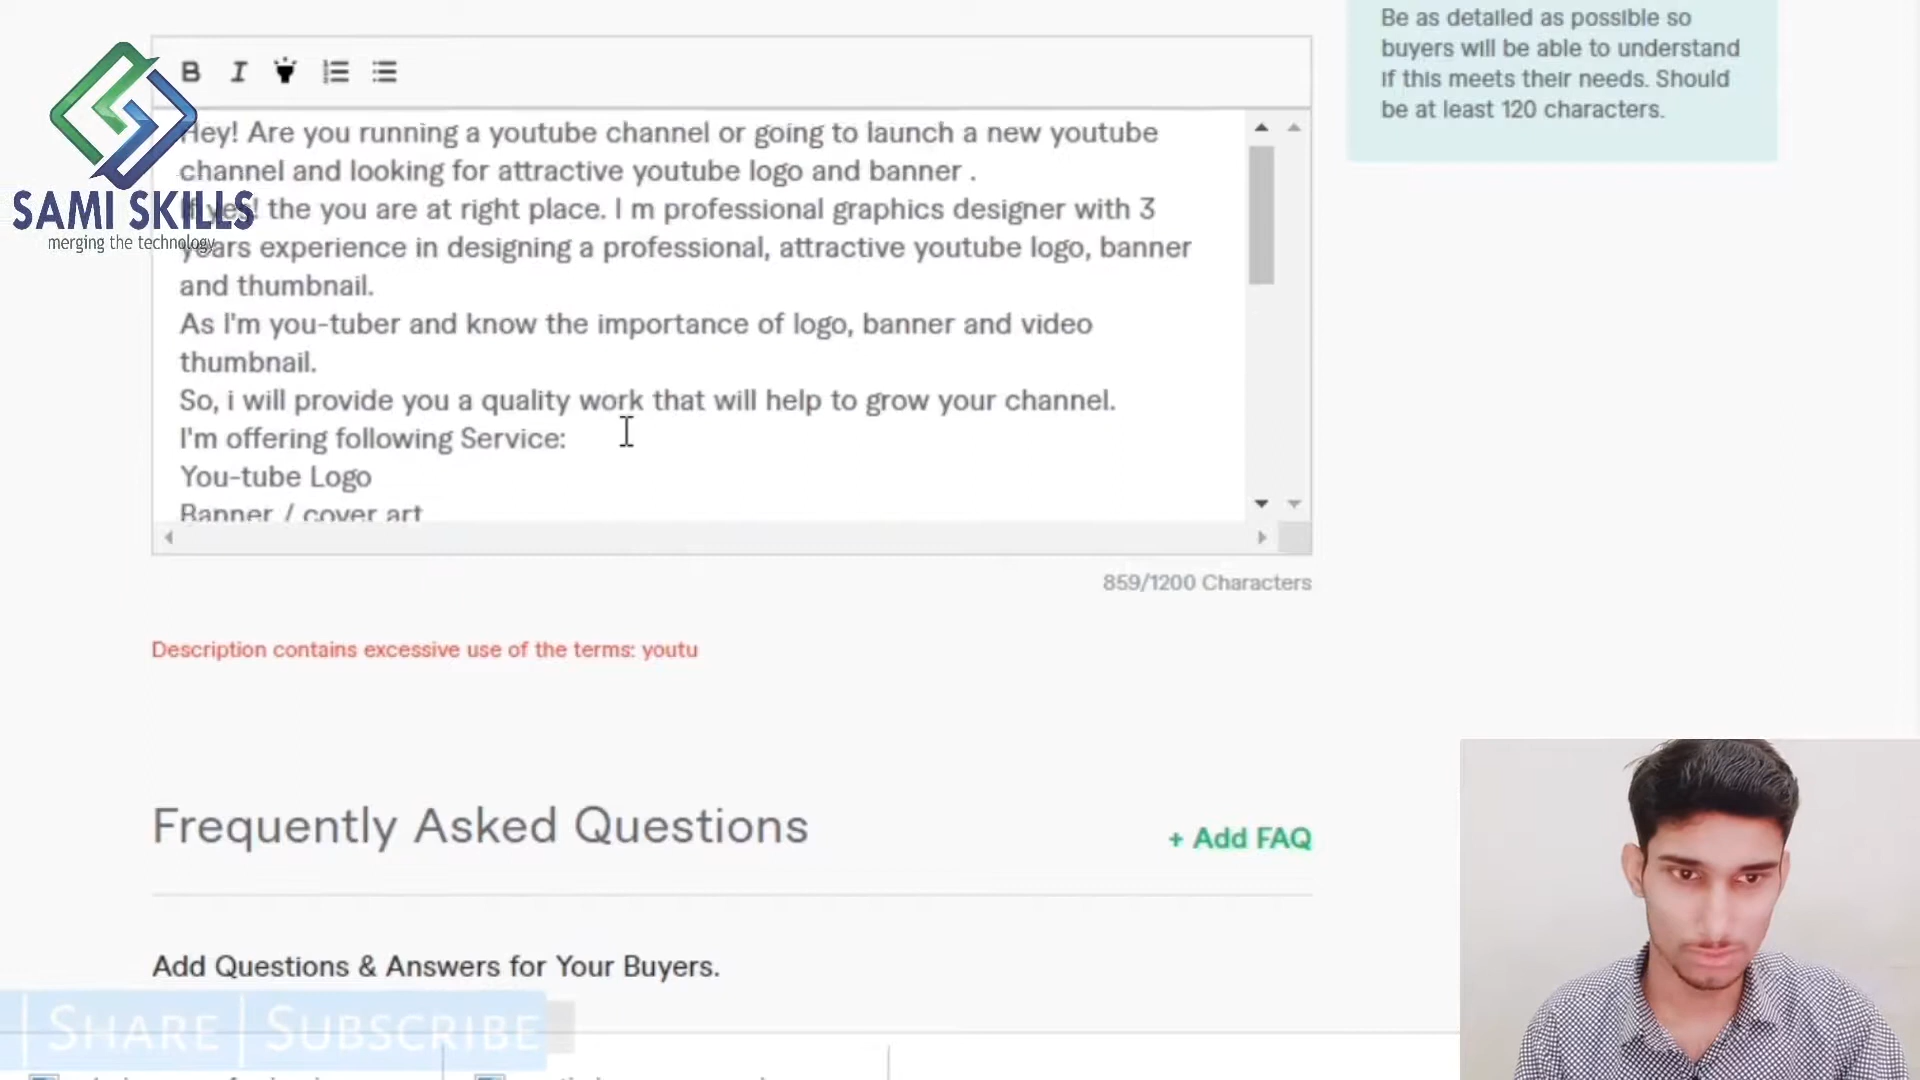 Be as detailed as possible so
buyers will be able to understand
if this meets their needs. Should
be at least 120 characters.
B I
Hey! Are you running a youtube channel or going to launch a new youtube
channel and looking for attractive youtube logo and banner .
If yes! the you are at right place. I m professional graphics designer with 3
years experience in designing a professional, attractive youtube logo, banner
and thumbnail.
As I'm you-tuber and know the importance of logo, banner and video
thumbnail.
So, i will provide you a quality work that will help to grow your channel.
I'm offering following Service:
You-tube Logo
Banner / cover art
SAMI SKILLS
merging the technology
859/1200 Characters
Description contains excessive use of the terms: youtu
Frequently Asked Questions
+ Add FAQ
Add Questions & Answers for Your Buyers.
| SHARE | SUBSCRIBE